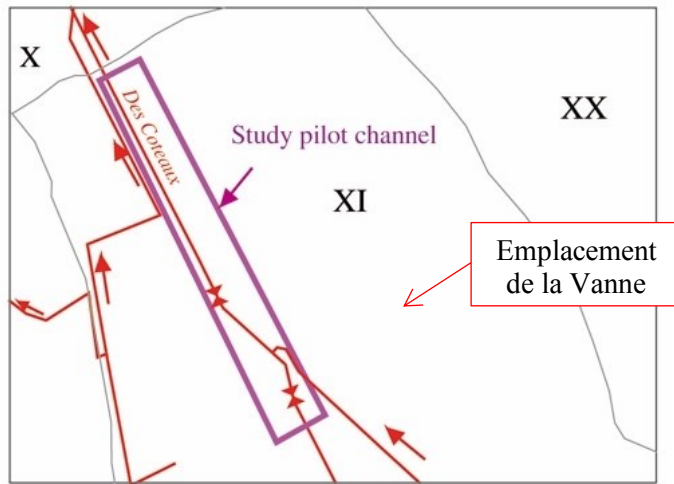 X
XX
Des Coteaux
Study pilot channel
XI
Emplacement
de la Vanne